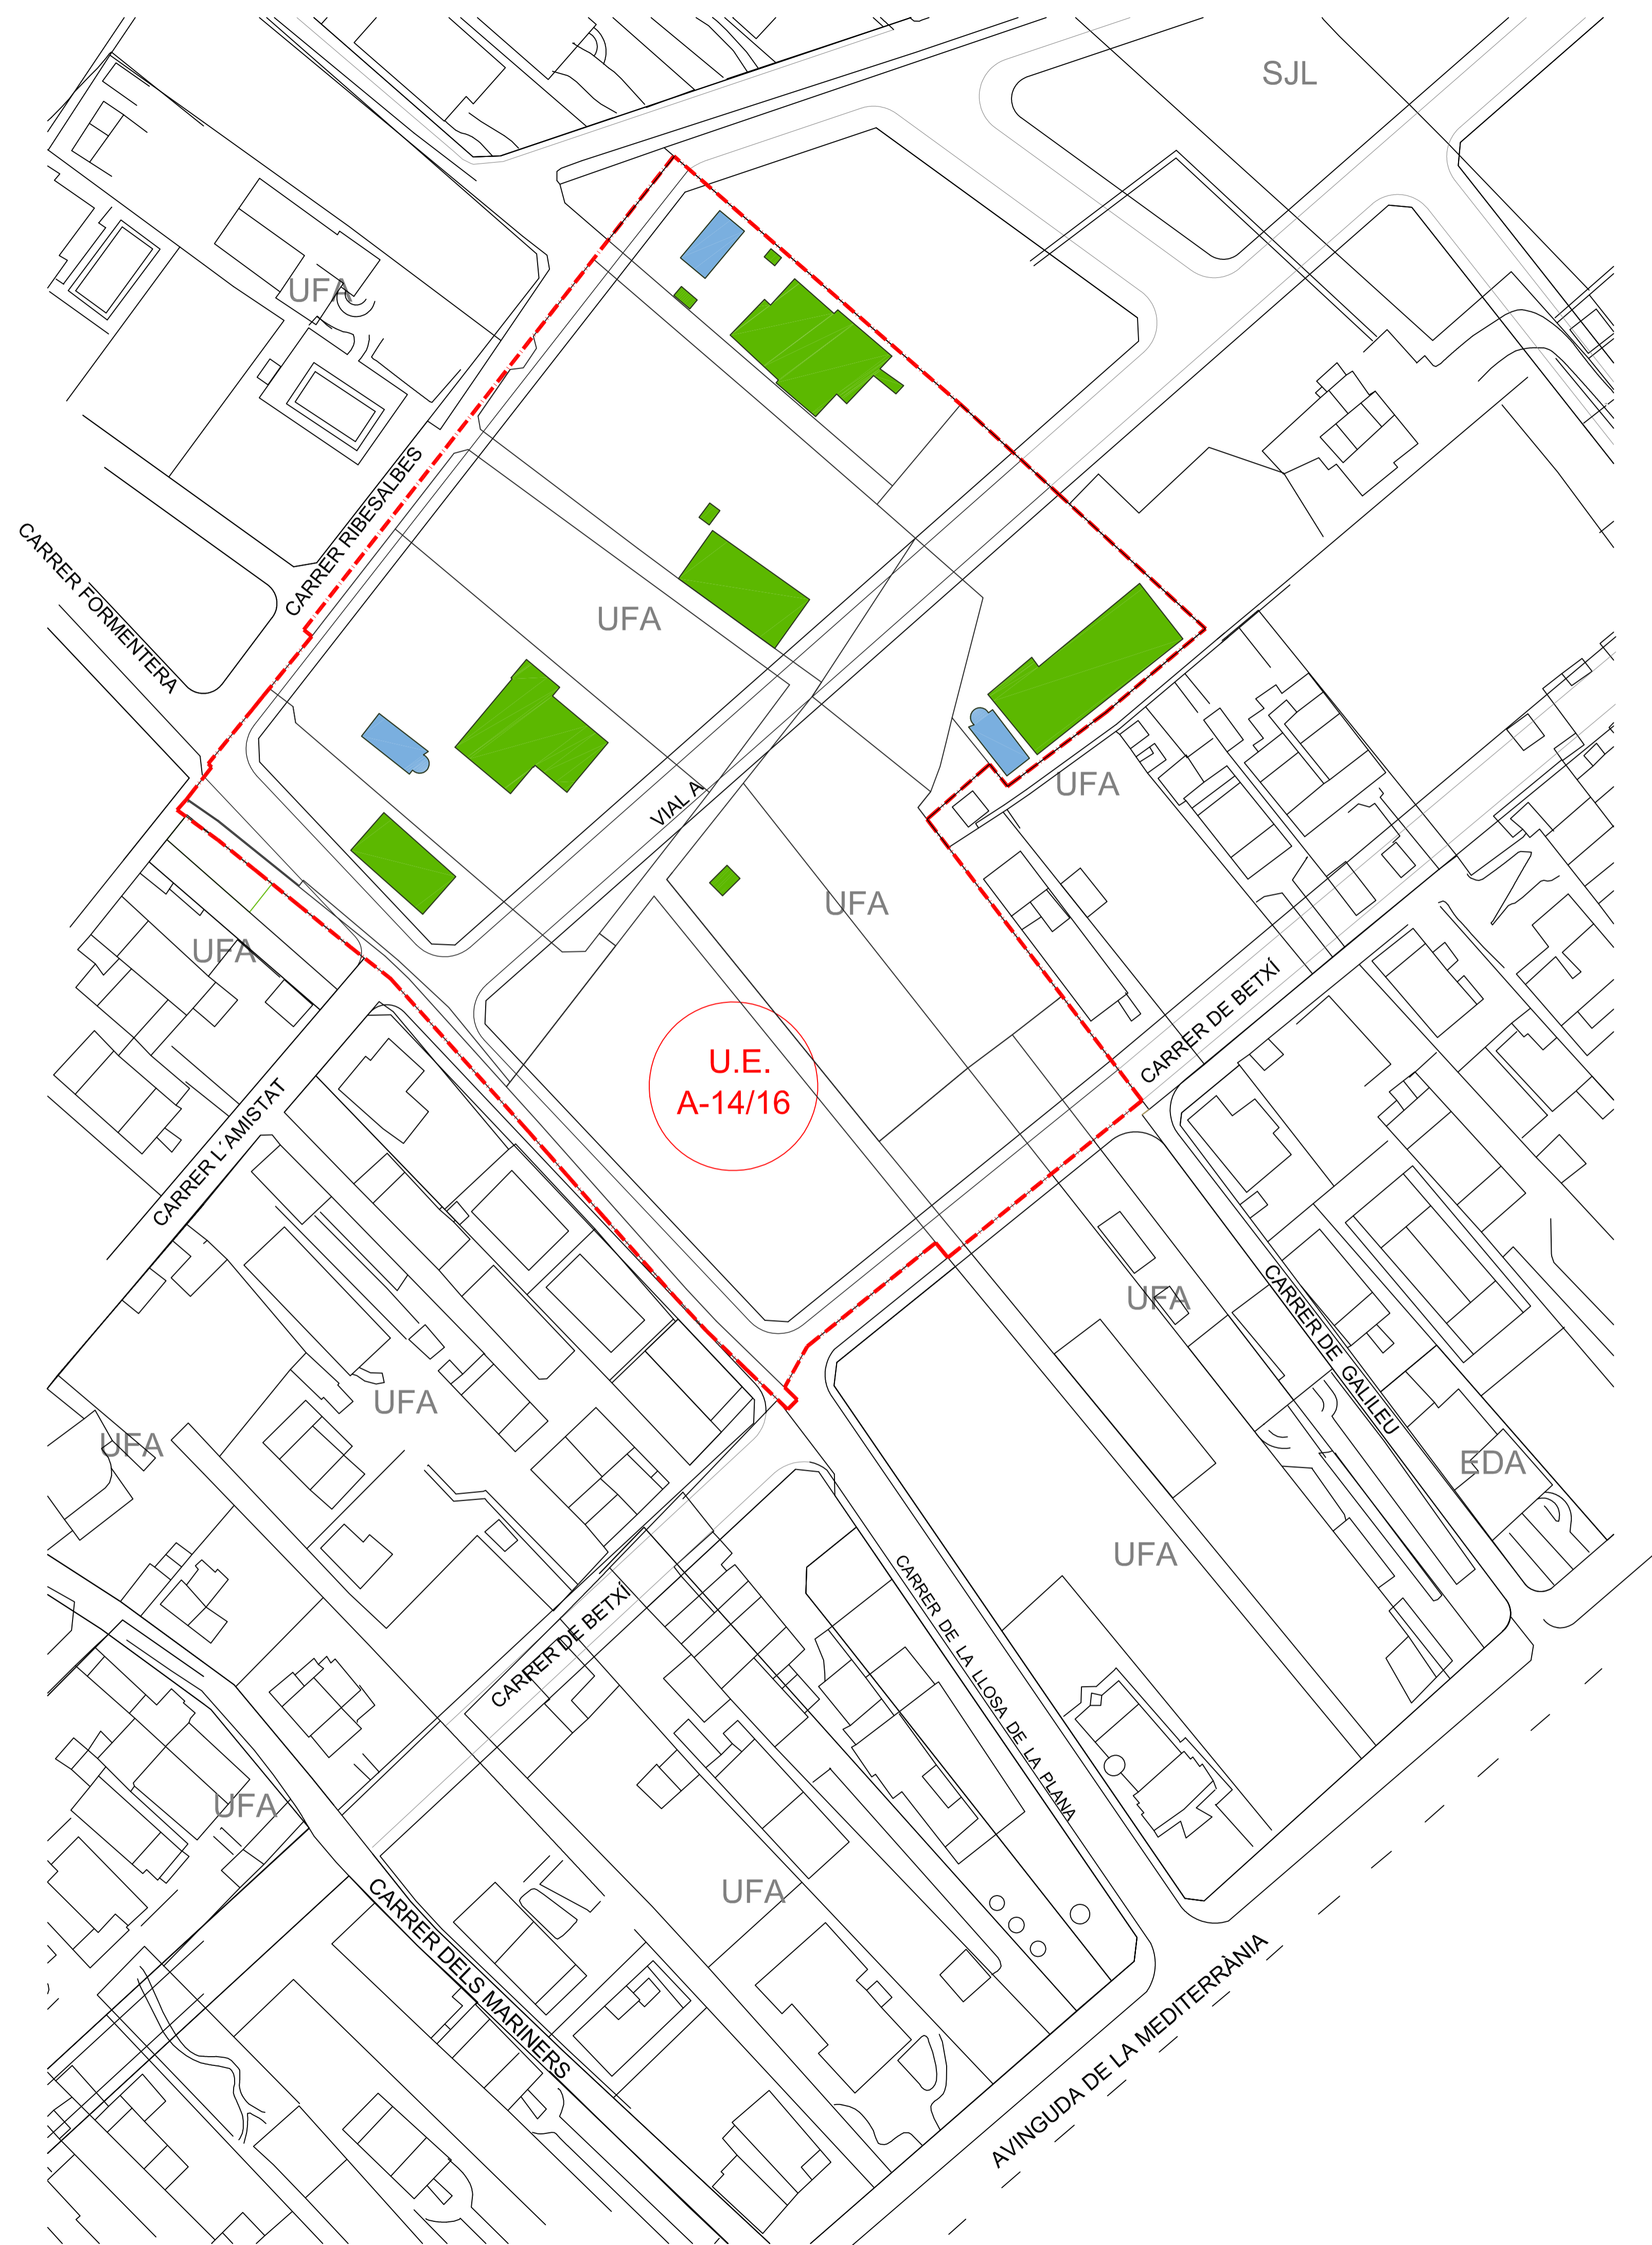 SJL
UFA
CARRER RIBESALBES
CARRER FORMENTERA
UFA
VIAL A
UFA
UFA
UFA
CARRER DE BETXÍ
U.E.
A-14/16
CARRER L'AMISTAT
UFA
CARRER DE GALILEU
UFA
UFA
EDA
UFA
CARRER DE BETXÍ
CARRER DE LA LLOSA DE LA PLANA
UFA
UFA
CARRER DELS MARINERS
AVINGUDA DE LA MEDITERRÀNIA